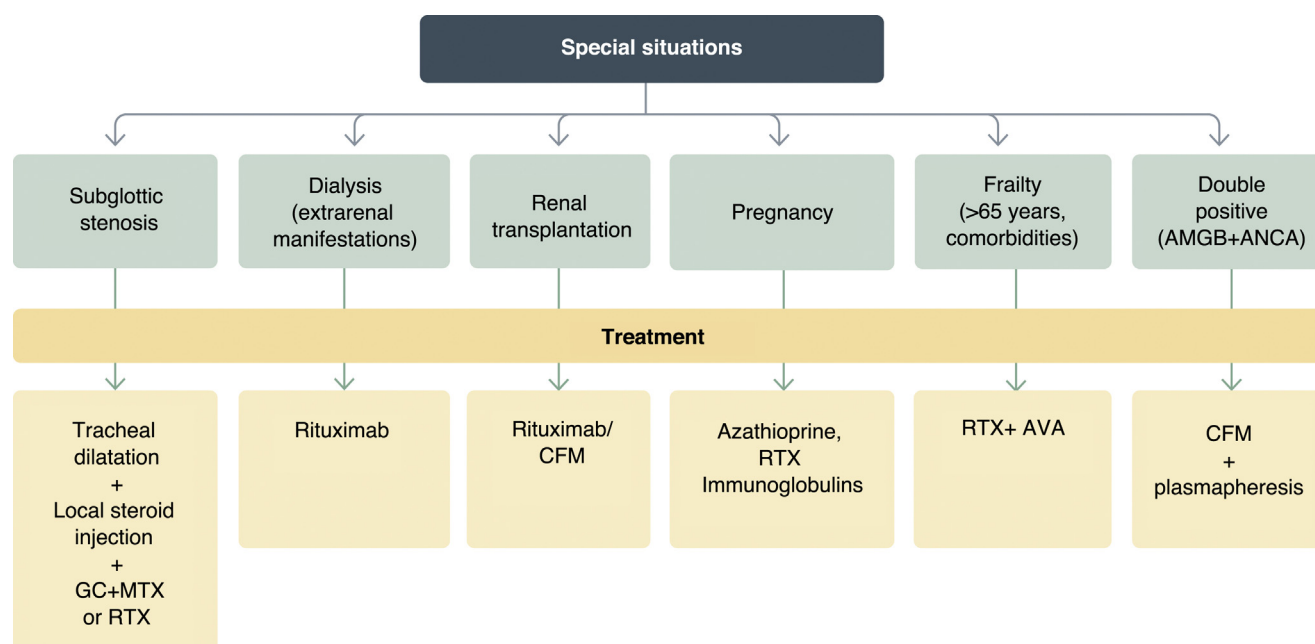 Special situations
Subglottic
stenosis
Dialysis
(extrarenal
manifestations)
Renal
transplantation
Pregnancy
Frailty
(>65 years,
comorbidities)
Double
positive
(AMGB+ANCA)
Treatment
Tracheal
dilatation
+
Local steroid
injection
+
GC+MTX
or RTX
Rituximab
Rituximab/
CFM
Azathioprine,
RTX
Immunoglobulins
RTX+ AVA
CFM
+
plasmapheresis